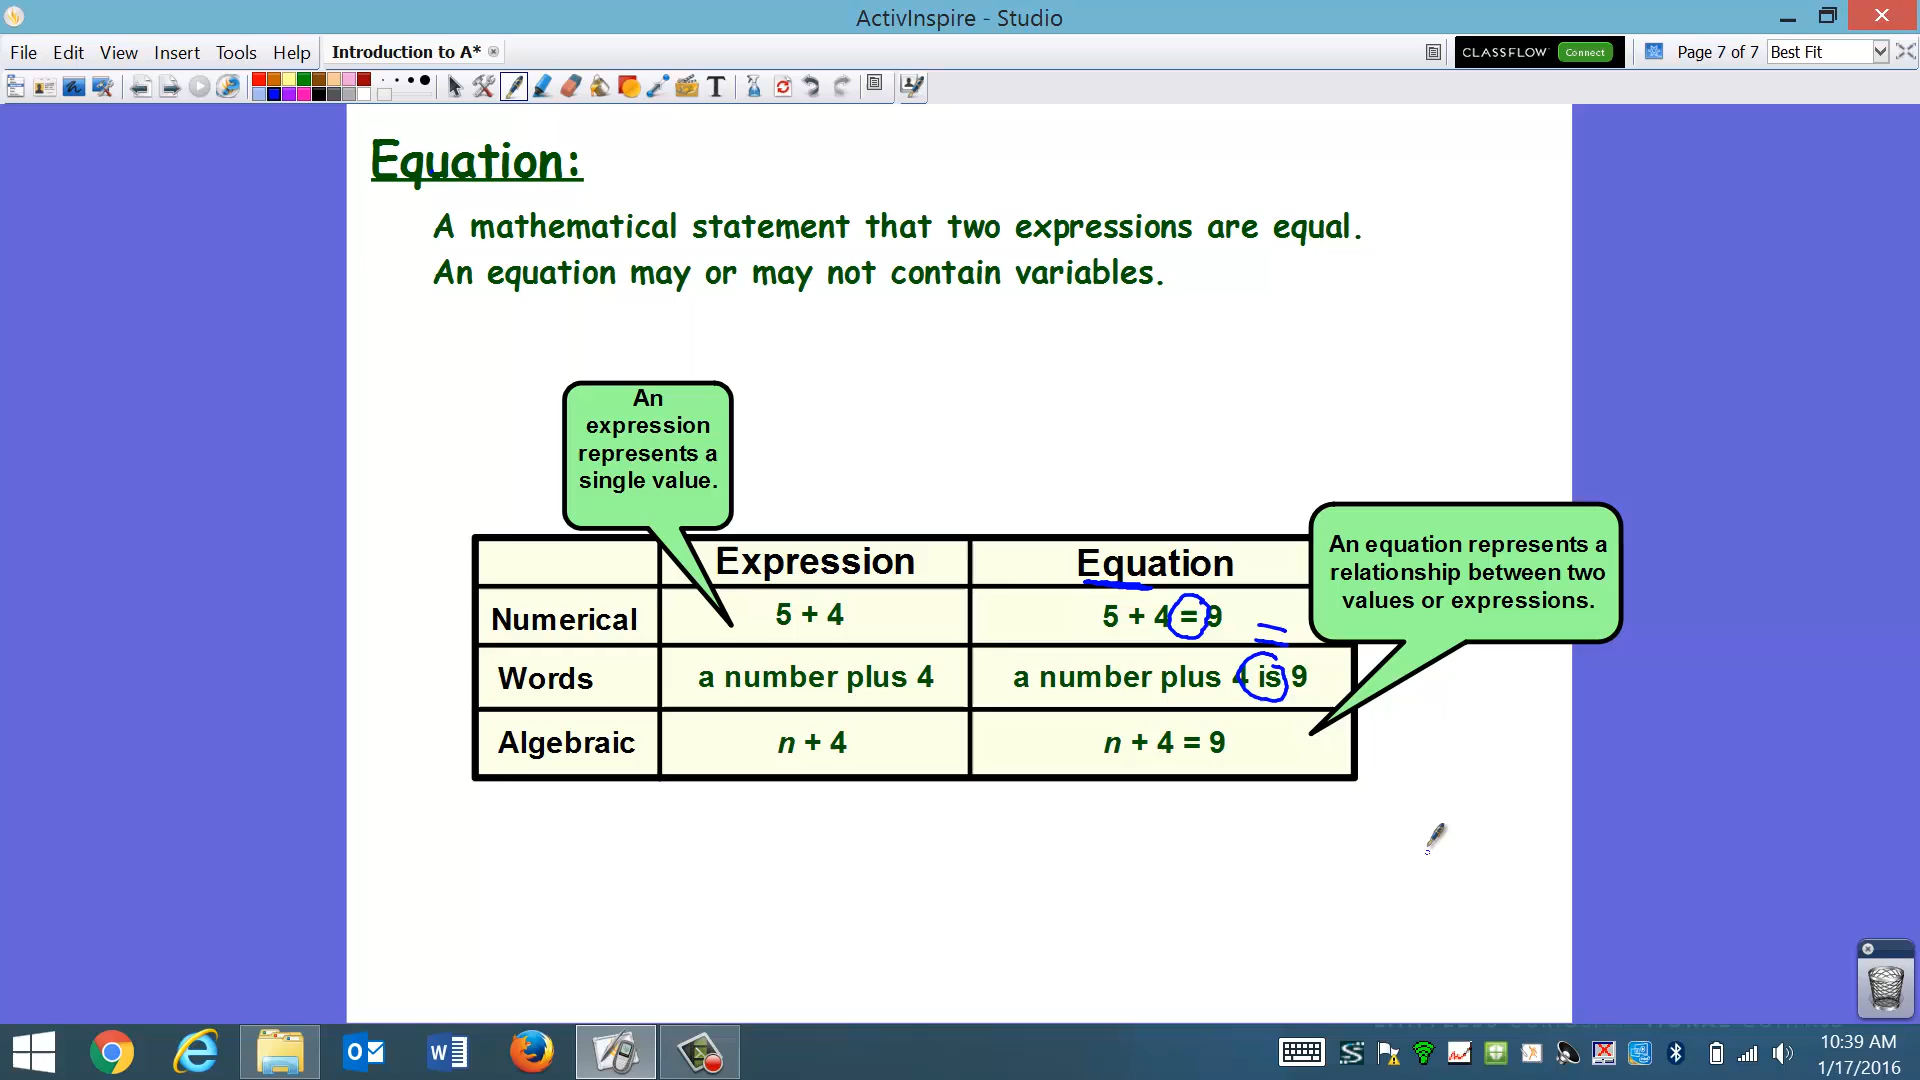 ActivInspire - Studio
File Edit View Insert Tools Help Introduction to A*
CLASSFLOW Connect Page 7 of 7 Best Fit
Equation:
A mathematical statement that two expressions are equal.
An equation may or may not contain variables.
An
expression
represents a
single value.
An equation represents a
relationship between two
values or expressions.
Expression Equation
Numerical 5 + 4 5 + 4 = 9
=
Words a number plus 4 a number plus 4 is 9
Algebraic n + 4 n + 4 = 9
10:39 AM
1/17/2016